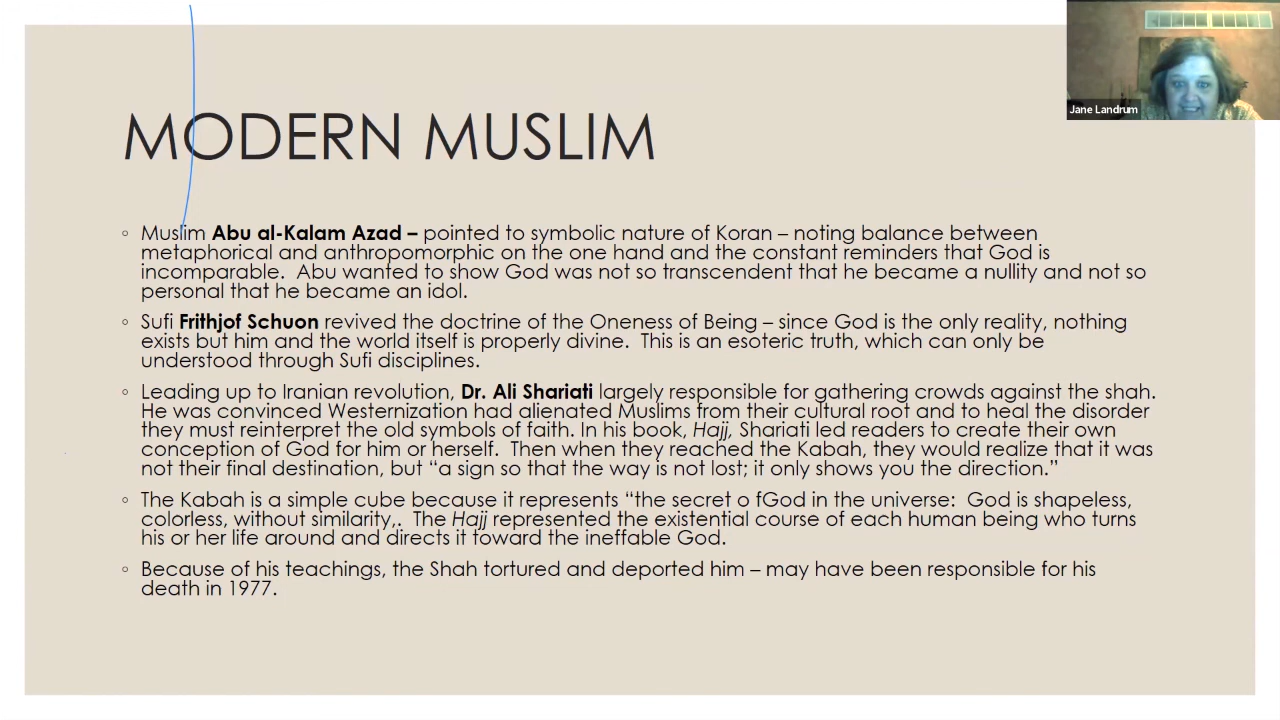 Jane Landrum
MODERN MUSLIM
◦ Muslim Abu al-Kalam Azad – pointed to symbolic nature of Koran – noting balance between
metaphorical and anthropomorphic on the one hand and the constant reminders that God is
incomparable.  Abu wanted to show God was not so transcendent that he became a nullity and not so
personal that he became an idol.
◦ Sufi Frithjof Schuon revived the doctrine of the Oneness of Being – since God is the only reality, nothing
exists but him and the world itself is properly divine.  This is an esoteric truth, which can only be
understood through Sufi disciplines.
◦ Leading up to Iranian revolution, Dr. Ali Shariati largely responsible for gathering crowds against the shah.
He was convinced Westernization had alienated Muslims from their cultural root and to heal the disorder
they must reinterpret the old symbols of faith. In his book, Hajj, Shariati led readers to create their own
conception of God for him or herself.  Then when they reached the Kabah, they would realize that it was
not their final destination, but “a sign so that the way is not lost; it only shows you the direction.”
◦ The Kabah is a simple cube because it represents “the secret o fGod in the universe:  God is shapeless,
colorless, without similarity,.  The Hajj represented the existential course of each human being who turns
his or her life around and directs it toward the ineffable God.
◦ Because of his teachings, the Shah tortured and deported him – may have been responsible for his
death in 1977.